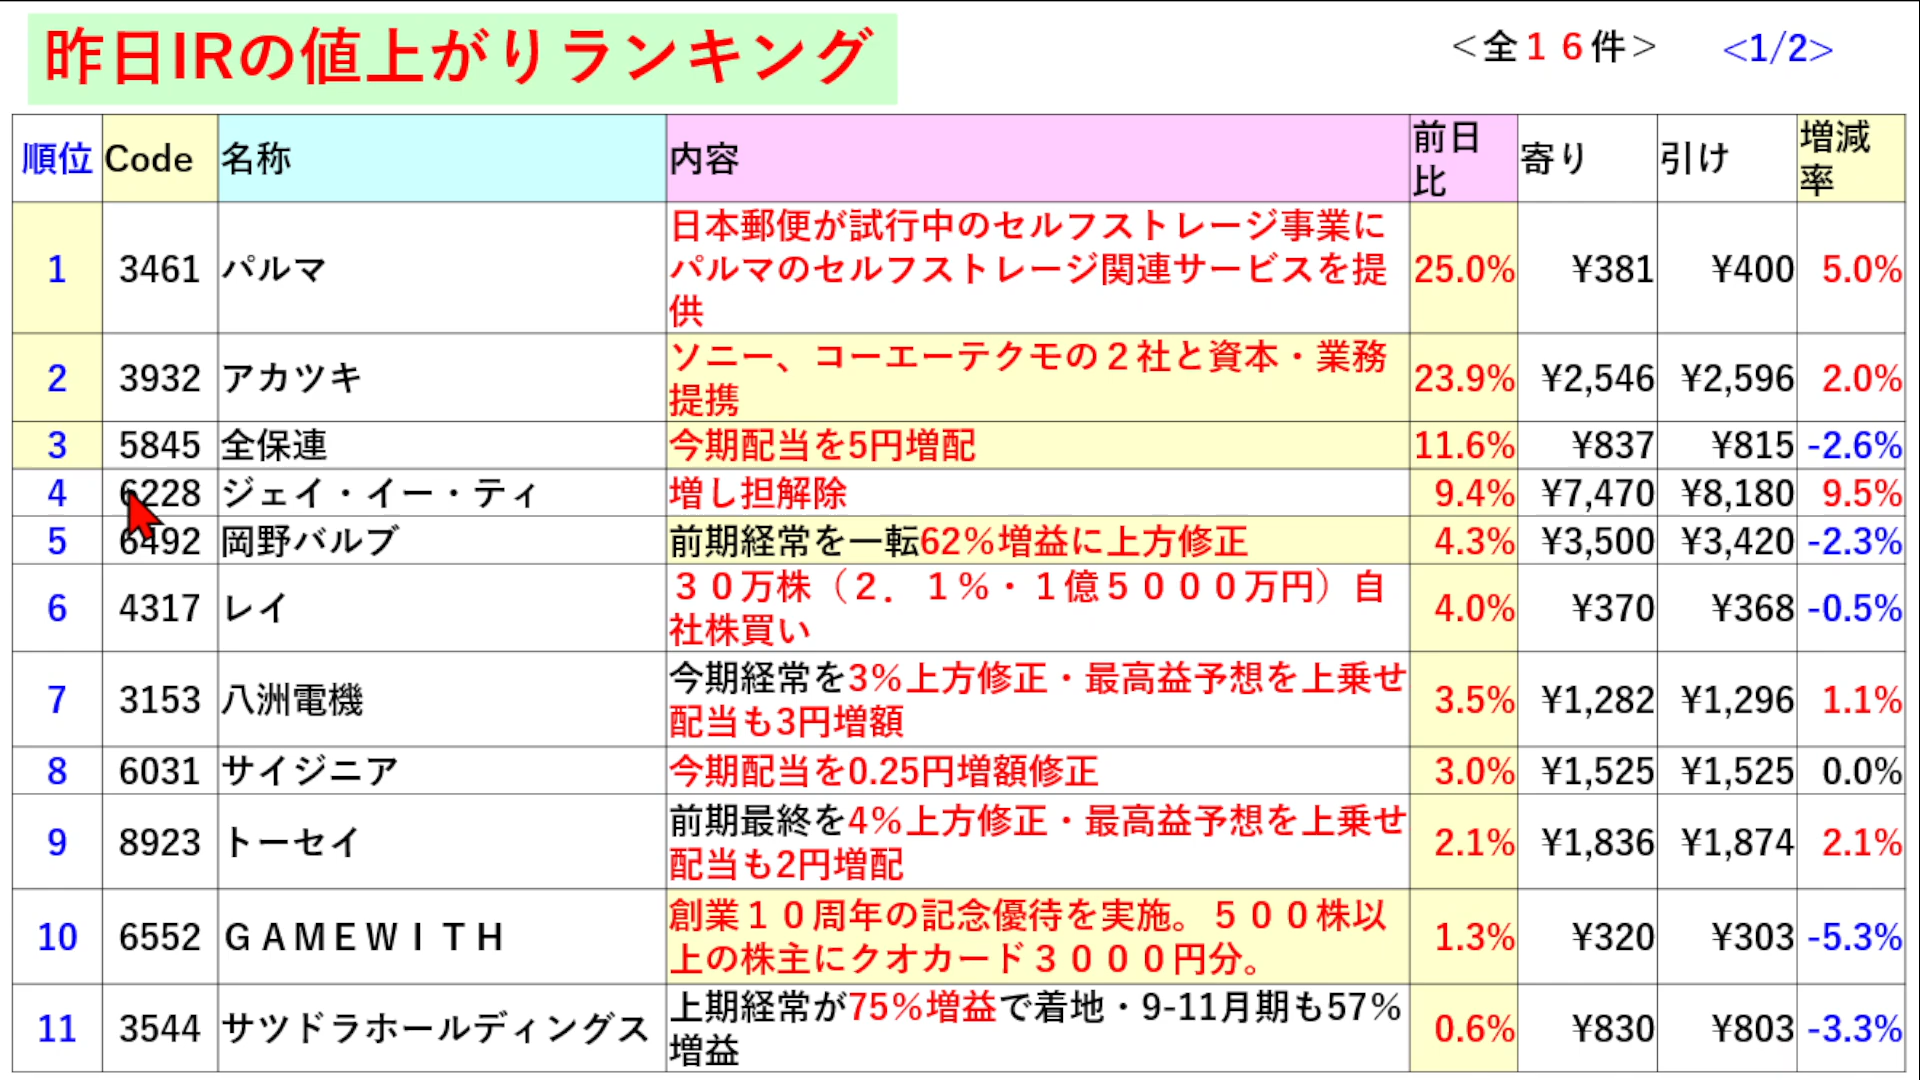 昨日IRの値上がりランキング
＜全１６件＞ <1/2>
順位 Code 名称 内容 前日比 寄り 引け 増減率
1 3461 パルマ 日本郵便が試行中のセルフストレージ事業に
パルマのセルフストレージ関連サービスを提
供 25.0% ¥381 ¥400 5.0%
2 3932 アカツキ ソニー、コーエーテクモの２社と資本・業務
提携 23.9% ¥2,546 ¥2,596 2.0%
3 5845 全保連 今期配当を5円増配 11.6% ¥837 ¥815 -2.6%
4 6228 ジェイ・イー・ティ 増し担解除 9.4% ¥7,470 ¥8,180 9.5%
5 6492 岡野バルブ 前期経常を一転62%増益に上方修正 4.3% ¥3,500 ¥3,420 -2.3%
6 4317 レイ ３０万株（２．１％・１億５０００万円）自
社株買い 4.0% ¥370 ¥368 -0.5%
7 3153 八洲電機 今期経常を3%上方修正・最高益予想を上乗せ
配当も3円増額 3.5% ¥1,282 ¥1,296 1.1%
8 6031 サイジニア 今期配当を0.25円増額修正 3.0% ¥1,525 ¥1,525 0.0%
9 8923 トーセイ 前期最終を4%上方修正・最高益予想を上乗せ
配当も2円増配 2.1% ¥1,836 ¥1,874 2.1%
10 6552 ＧＡＭＥＷＩＴＨ 創業１０周年の記念優待を実施。５００株以
上の株主にクオカード３０００円分。 1.3% ¥320 ¥303 -5.3%
11 3544 サツドラホールディングス 上期経常が75%増益で着地・9-11月期も57%
増益 0.6% ¥830 ¥803 -3.3%